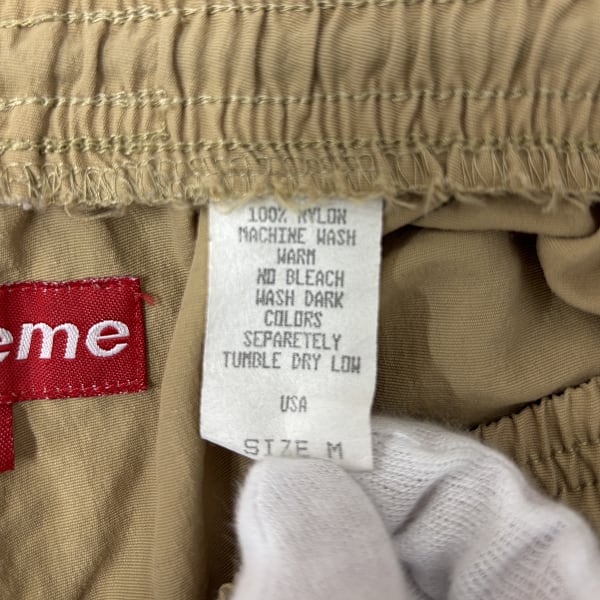 100% NYLON
MACHINE WASH
WARM
NO BLEACH
WASH DARK
COLORS
SEPARETELY
TUMBLE DRY LOW
USA
SIZE M
eme